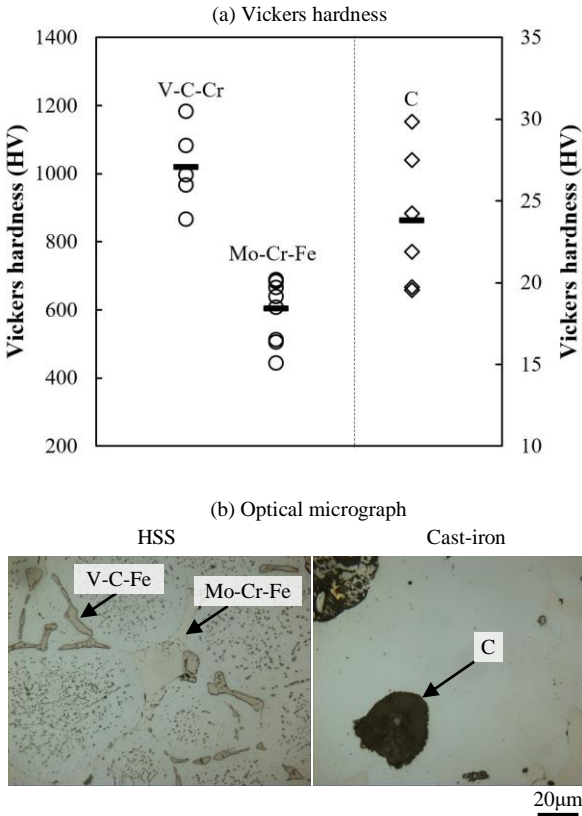 (a) Vickers hardness
1400
1200
1000
800
600
400
200
Vickers hardness (HV)
V-C-Cr
Mo-Cr-Fe
C
35
30
25
20
15
10
Vickers hardness (HV)
(b) Optical micrograph
HSS
Cast-iron
V-C-Fe
Mo-Cr-Fe
C
20μm